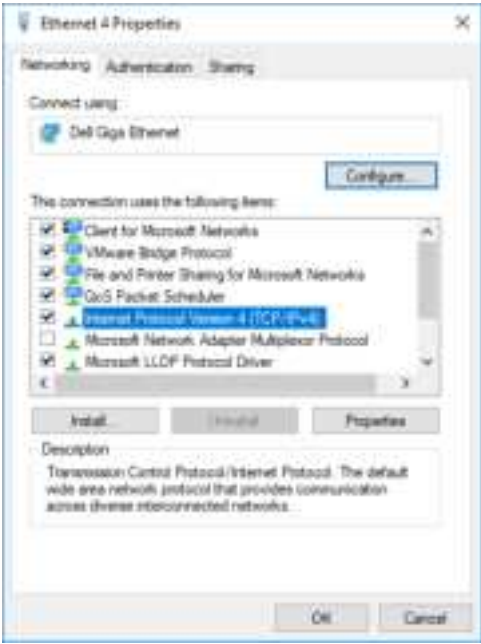 Ethernet 4 Properties
Networking Authentication Sharing
Connect using:
Dell Giga Ethernet
Configure...
This connection uses the following items:
Client for Microsoft Networks
VMware Bridge Protocol
File and Printer Sharing for Microsoft Networks
QoS Packet Scheduler
Internet Protocol Version 4 (TCP/IPv4)
Microsoft Network Adapter Multiplexor Protocol
Microsoft LLDP Protocol Driver
Install... Uninstall Properties
Description
Transmission Control Protocol/Internet Protocol. The default
wide area network protocol that provides communication
across diverse interconnected networks.
OK Cancel